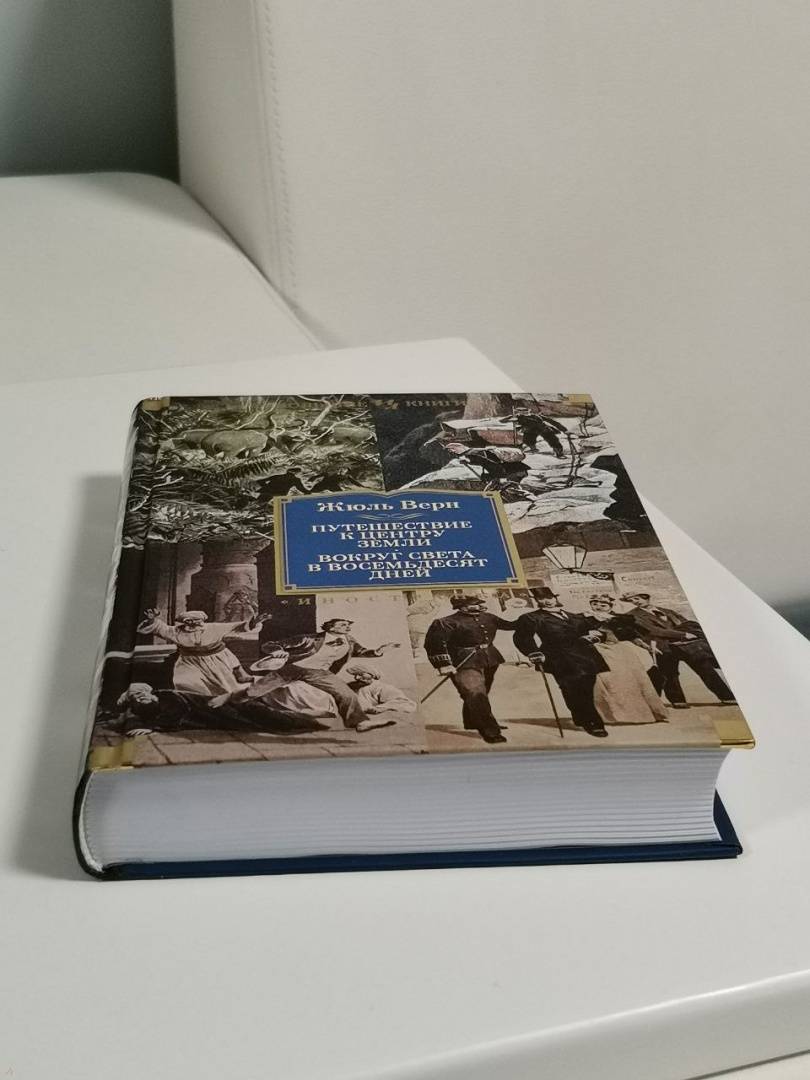 КНИГИ
Жюль Верн
ПУТЕШЕСТВИЕ
К ЦЕНТРУ
ЗЕМЛИ
ВОКРУГ СВЕТА
В ВОСЕМЬДЕСЯТ
ДНЕЙ